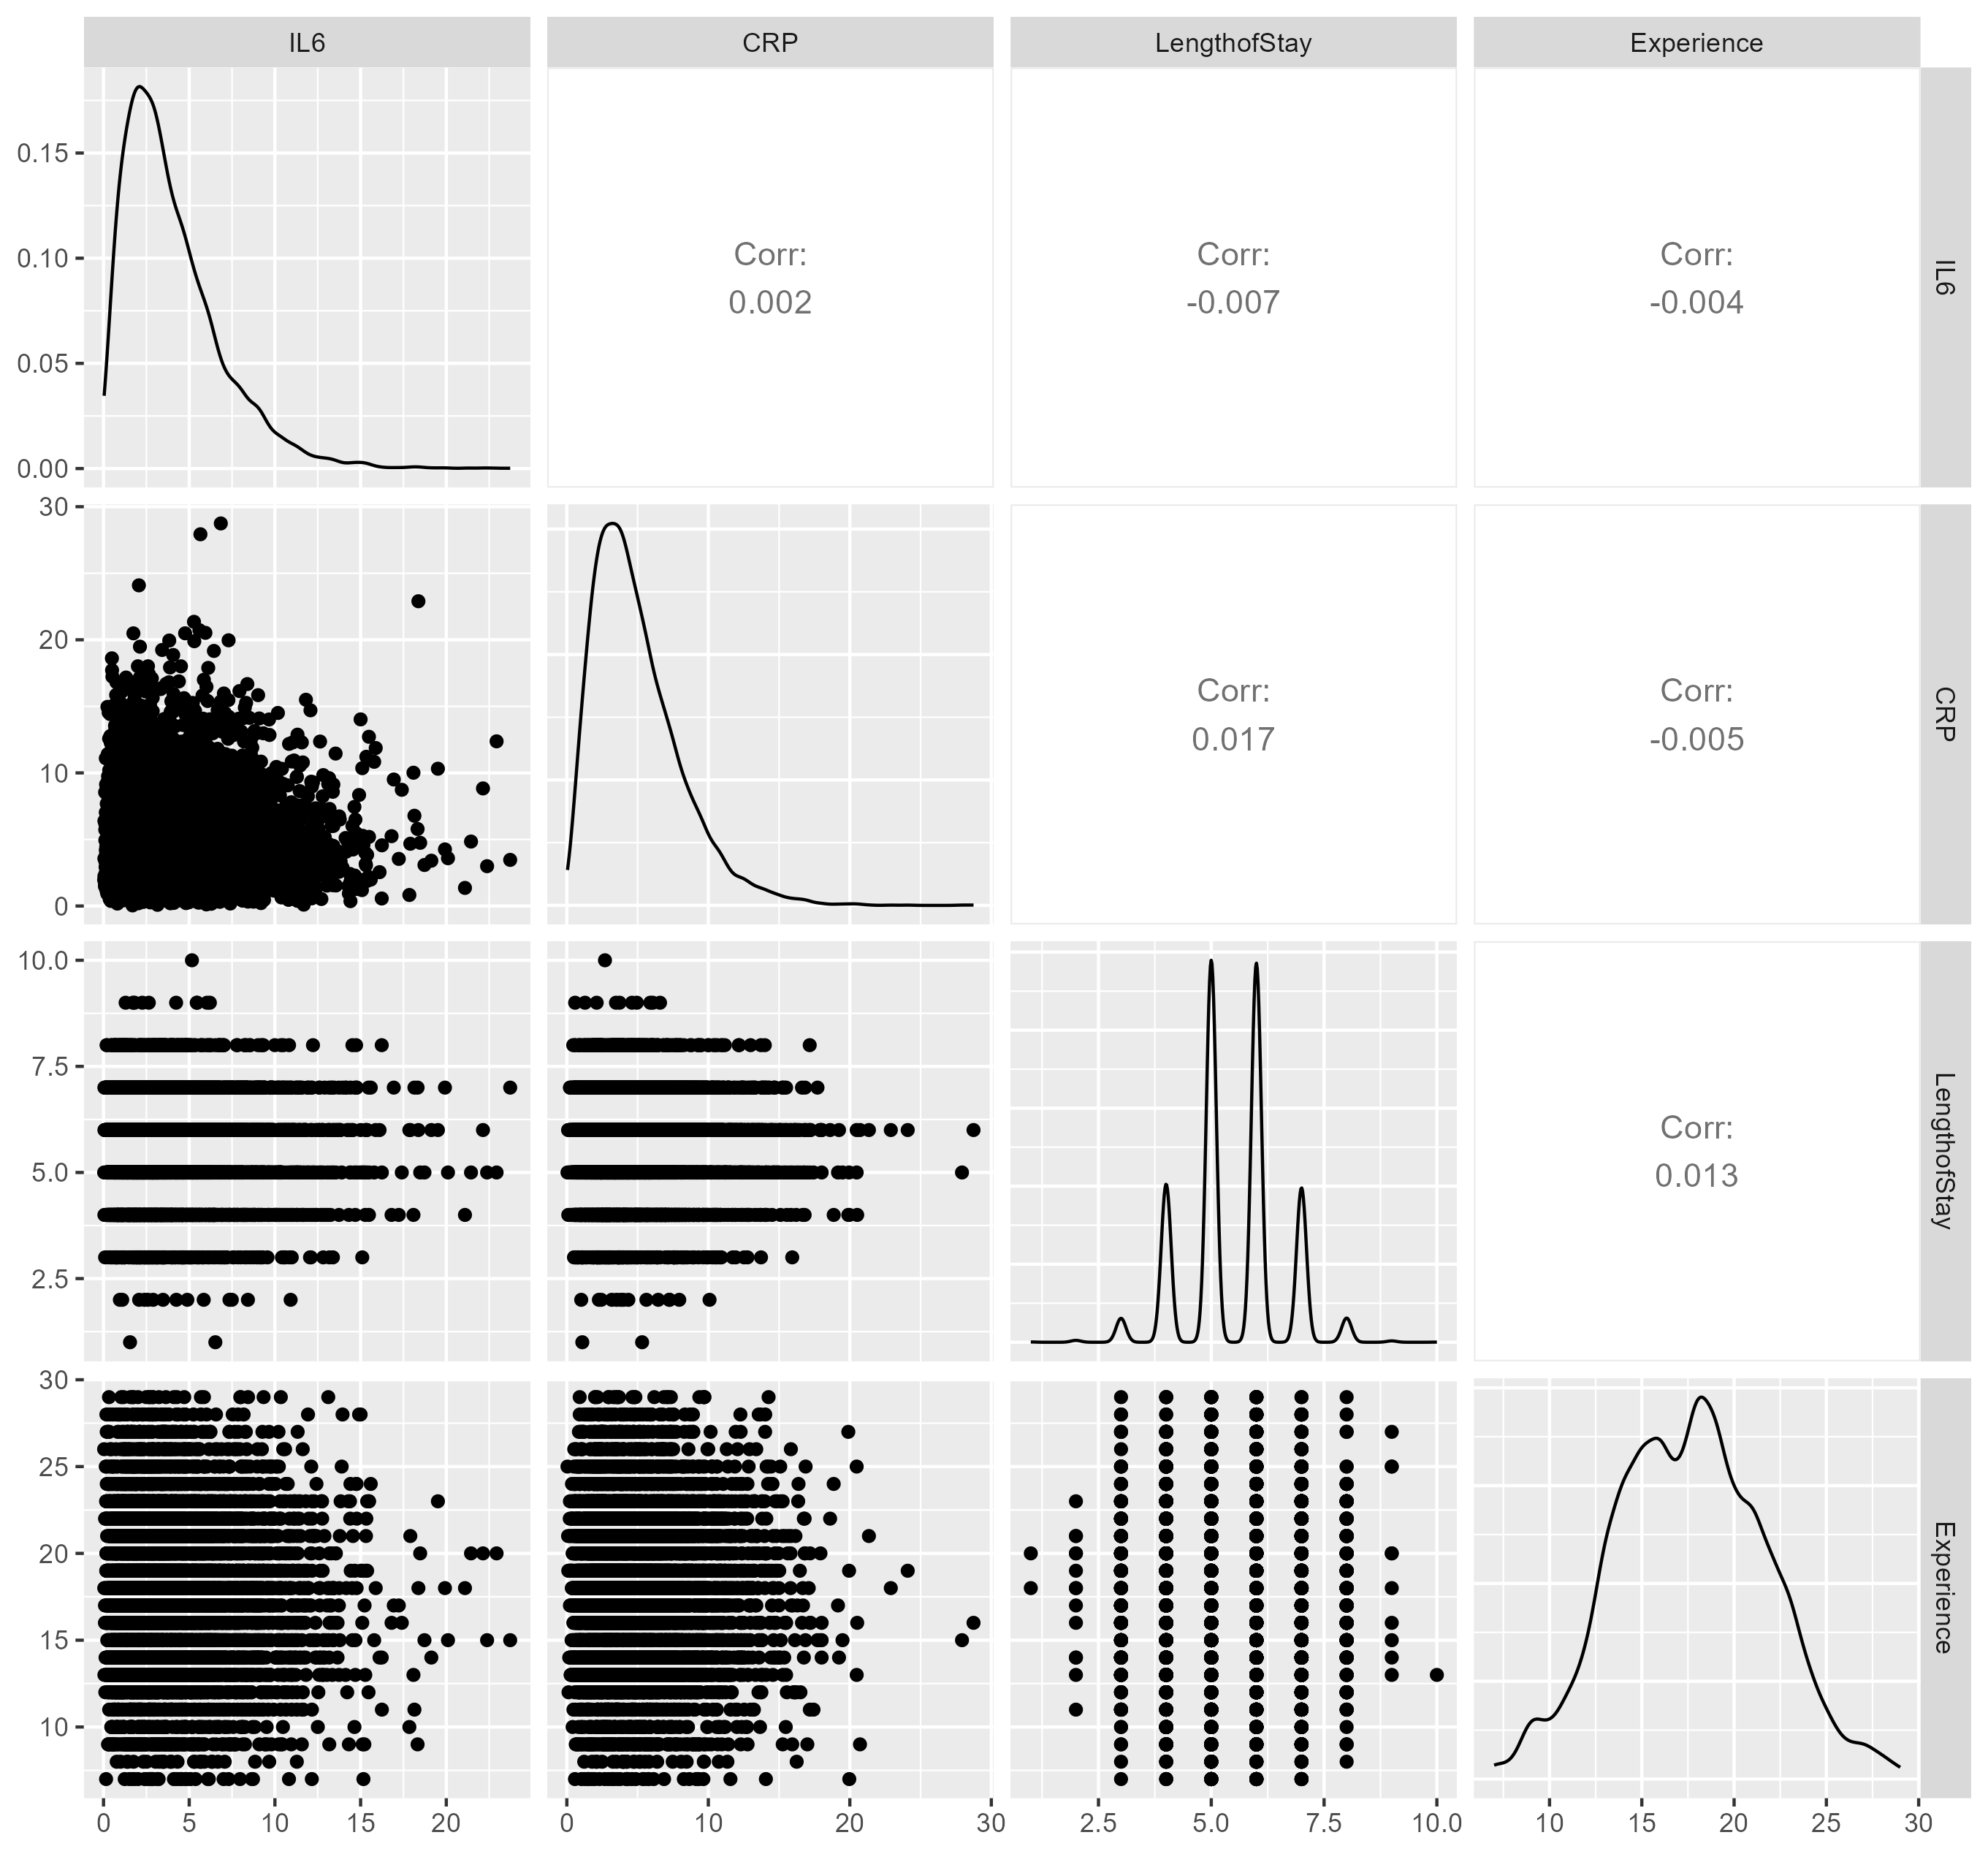 IL6 CRP LengthofStay Experience
0.15
0.10
0.05
0.00
Corr:
0.002
Corr:
-0.007
Corr:
-0.004
IL6
30
20
10
0
Corr:
0.017
Corr:
-0.005
CRP
10.0
7.5
5.0
2.5
Corr:
0.013
LengthofStay
30
25
20
15
10
Experience
0 5 10 15 20
0 10 20 30
2.5 5.0 7.5 10.0
10 15 20 25 30